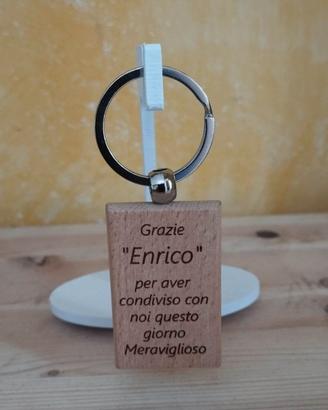 Grazie
"Enrico"
per aver
condiviso con
noi questo
giorno
Meraviglioso